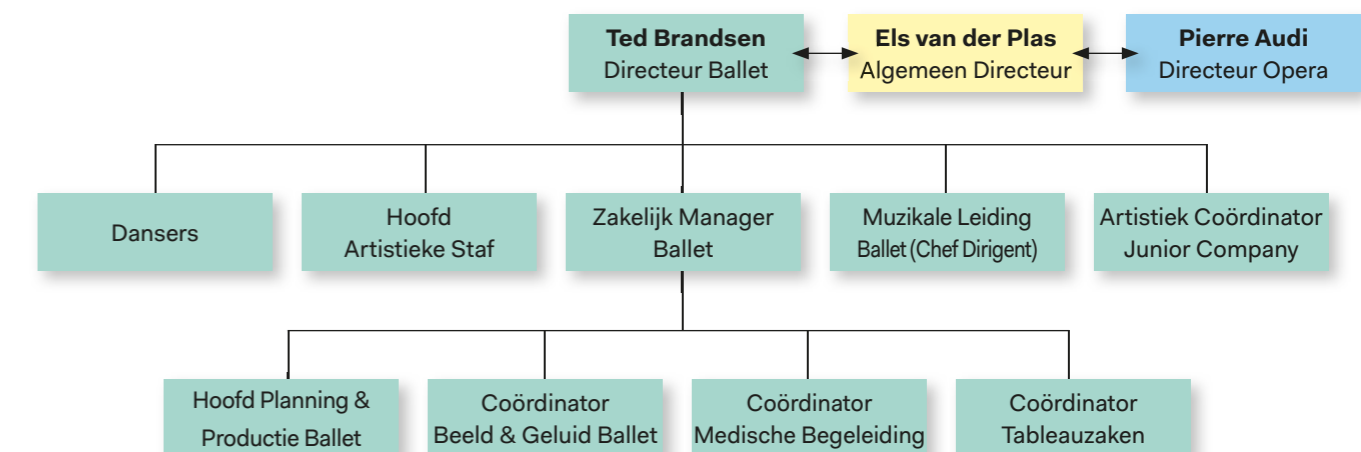 Ted Brandsen
Directeur Ballet
Els van der Plas
Algemeen Directeur
Pierre Audi
Directeur Opera
Dansers
Hoofd
Artistieke Staf
Zakelijk Manager
Ballet
Muzikale Leiding
Ballet (Chef Dirigent)
Artistiek Coördinator
Junior Company
Hoofd Planning &
Productie Ballet
Coördinator
Beeld & Geluid Ballet
Coördinator
Medische Begeleiding
Coördinator
Tableauzaken